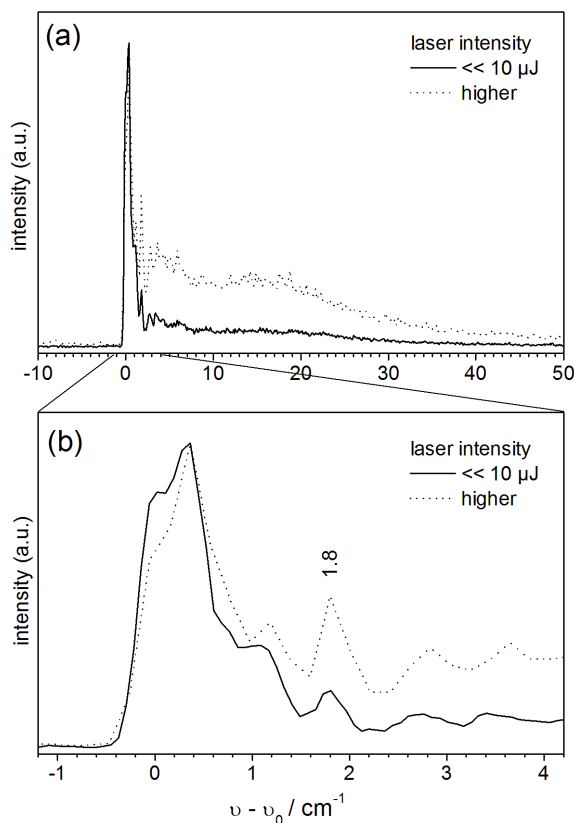 (a)
laser intensity
<< 10 µJ
higher
intensity (a.u.)
-10 0 10 20 30 40 50
(b)
laser intensity
<< 10 µJ
higher
1.8
intensity (a.u.)
-1 0 1 2 3 4
υ - υ₀ / cm⁻¹